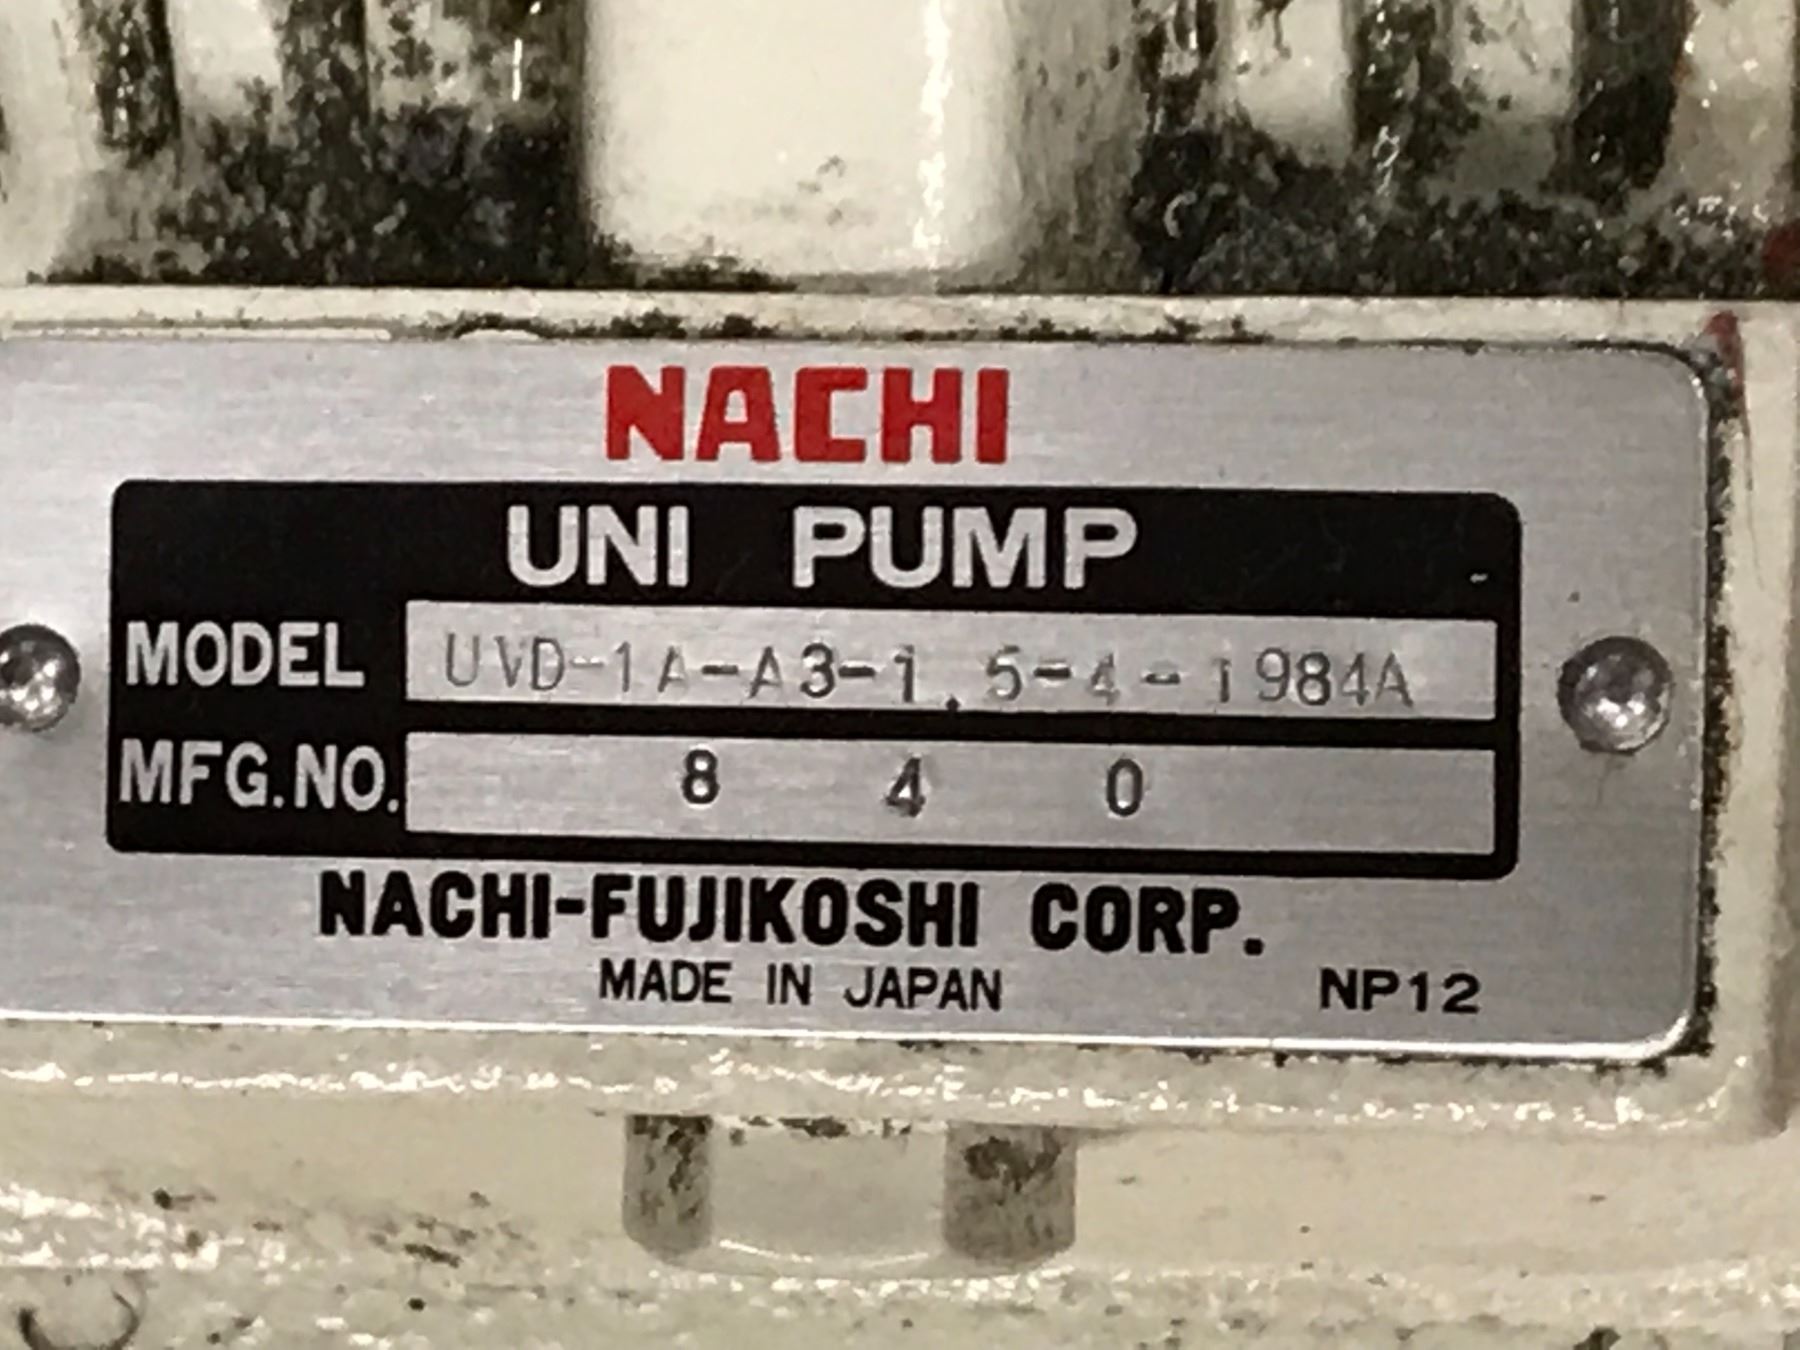 NACHI
UNI PUMP
MODEL UVD-1A-A3-1.5-4-1984A
MFG.NO. 8 4 0
NACHI-FUJIKOSHI CORP.
MADE IN JAPAN NP12